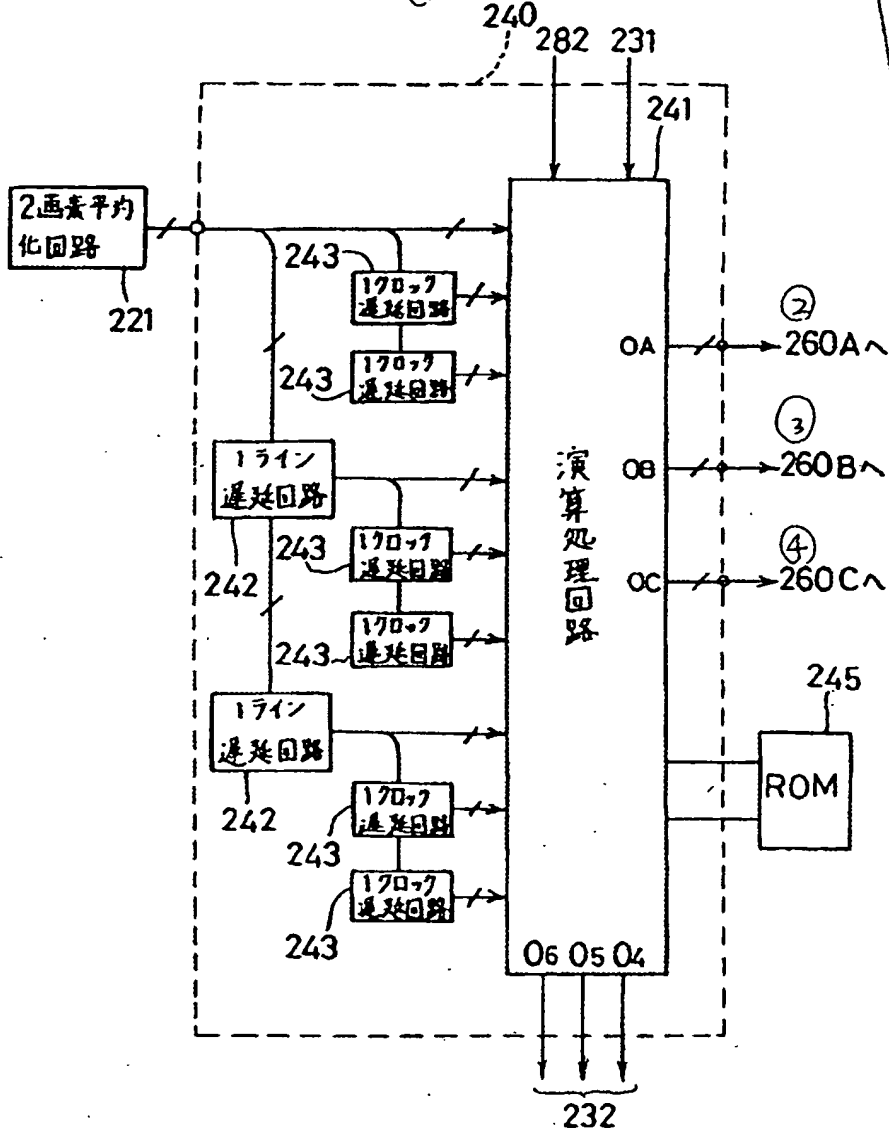 240
282
231
241
2画素平均
化回路
221
243
1クロック
遅延回路
243
1クロック
遅延回路
OA
②
260Aへ
1ライン
遅延回路
242
243
1クロック
遅延回路
243
1クロック
遅延回路
演算処理回路
OB
③
260Bへ
OC
④
260Cへ
1ライン
遅延回路
242
243
1クロック
遅延回路
243
1クロック
遅延回路
245
ROM
O6 O5 O4
232